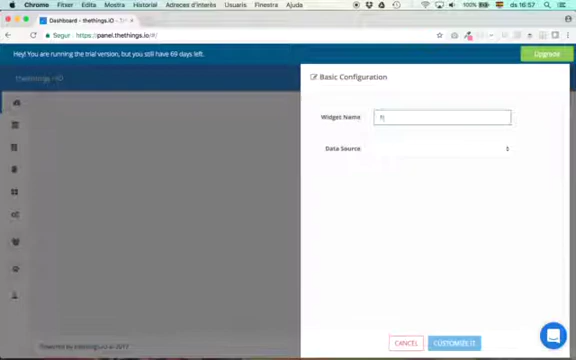 Chrome Fitxer Edita Mostra Historial Adreces d'interès Usuaris Finestra Ajuda 100% ds 16:57
Dashboard - thethings.iO
Segur https://panel.thethings.io/#/
Hey! You are running the trial version, but you still have 69 days left.
Upgrade
thethings.iO
Basic Configuration
Widget Name
Data Source
CANCEL
CUSTOMIZE IT
Powered by thethings.iO at 2017